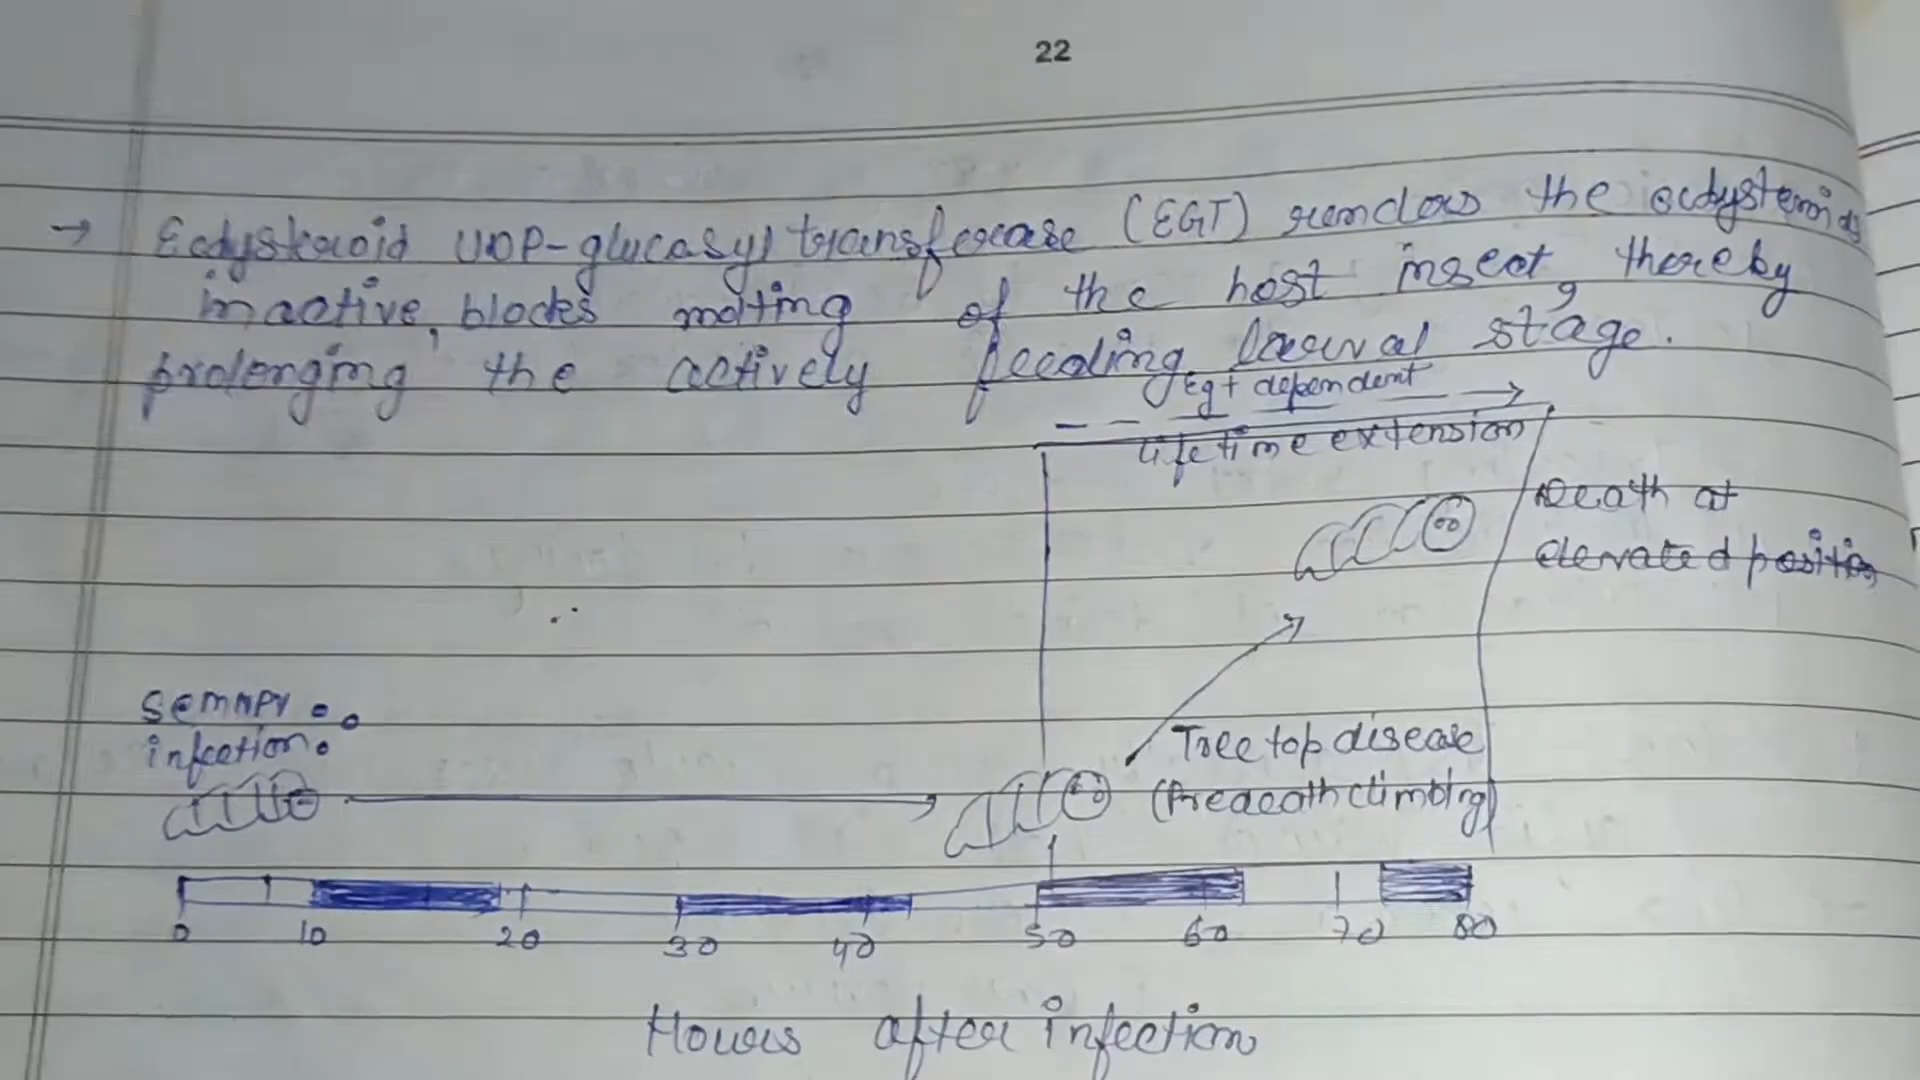 22
→ Ecdysteroid UDP-glucasyl transferase (EGT) renders the ecdysteroids
inactive, blocks molting of the host insect, thereby
prolenging the actively feeding larval stage.
Egt dependent
Lifetime extension
Death at
elevated position
SeMNPV
infection
Tree top disease
(Predeath climbing)
0 10 20 30 40 50 60 70 80
Hours after infection